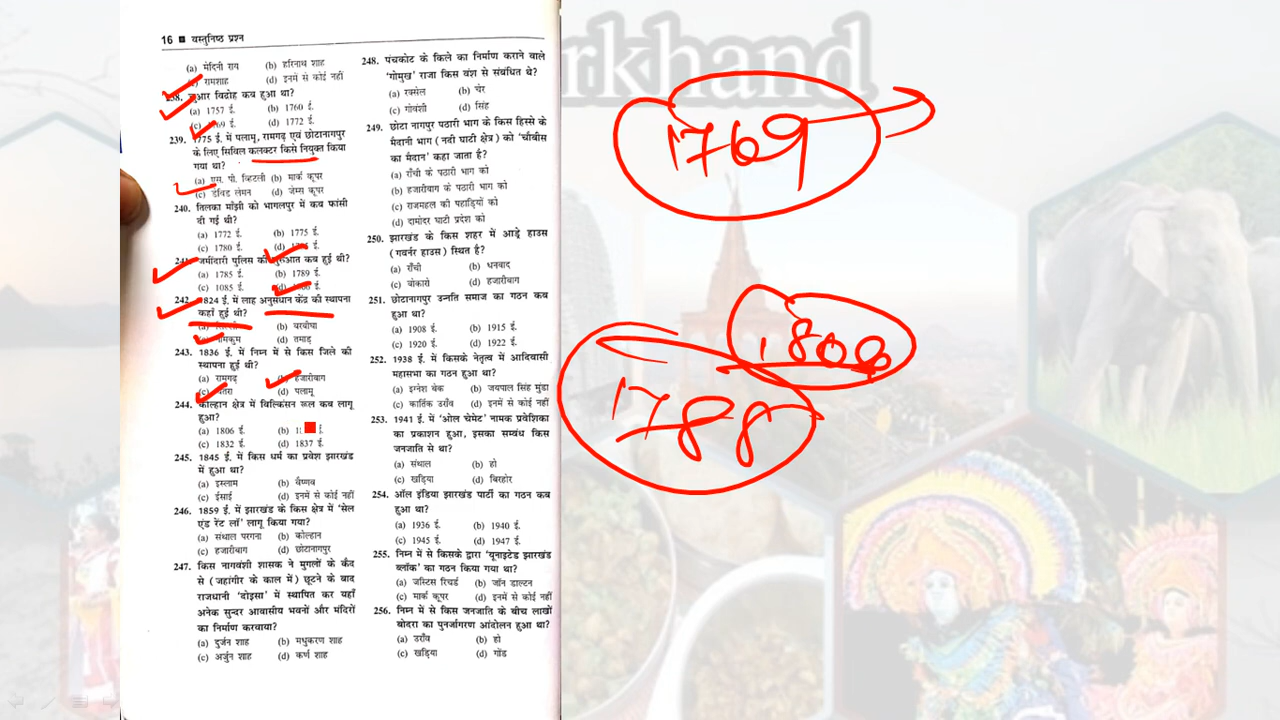 rkhand
16 ■ वस्तुनिष्ठ प्रश्न
(a) मेदिनी राय (b) हरिनाथ शाह
रामशाह (d) इनमें से कोई नहीं
विद्रोह कब हुआ था?
(a) 1757 ई. (b) 1760 ई.
(d) 1772 ई.
239. 1775 ई. में पलामू, रामगढ़ एवं छोटानागपुर
के लिए सिविल कलक्टर किसे नियुक्त किया
गया था?
(a) एस. पी. व्हिटली (b) मार्क कूपर
(c) डेविड लेमन (d) जेम्स कूपर
240. तिलका माँझी को भागलपुर में कब फांसी
दी गई थी?
(a) 1772 ई. (b) 1775 ई.
(c) 1780 ई. (d) ई.
जमींदारी पुलिस की शुरुआत कब हुई थी?
(a) 1785 ई. (b) 1789 ई.
(c) 1085 ई. ई.
242. 1824 ई. में लाह अनुसंधान केंद्र की स्थापना
कहाँ हुई थी?
(b) बरबीघा
नामकुम (d) तमाड़
243. 1836 ई. में निम्न में से किस जिले की
स्थापना हुई थी?
(a) रामगढ़ हजारीबाग
(c) चतरा (d) पलामू
244. कोल्हान क्षेत्र में विल्किंसन रूल कब लागू
हुआ?
(a) 1806 ई. (b) ई.
(c) 1832 ई. (d) 1837 ई.
245. 1845 ई. में किस धर्म का प्रवेश झारखंड
में हुआ था?
(a) इस्लाम (b) वैष्णव
(c) ईसाई (d) इनमें से कोई नहीं
246. 1859 ई. में झारखंड के किस क्षेत्र में 'सेल
एंड रेंट लॉ' लागू किया गया?
(a) संथाल परगना (b) कोल्हान
(c) हजारीबाग (d) छोटानागपुर
247. किस नागवंशी शासक ने मुगलों के कैद
से (जहांगीर के काल में) छूटने के बाद
राजधानी 'दोइसा' में स्थापित कर यहाँ
अनेक सुन्दर आवासीय भवनों और मंदिरों
का निर्माण करवाया?
(a) दुर्जन शाह (b) मधुकरण शाह
(c) अर्जुन शाह (d) कर्ण शाह
248. पंचकोट के किले का निर्माण कराने वाले
'गोमुख' राजा किस वंश से संबंधित थे?
(a) रक्सेल (b) चेर
(c) गोवंशी (d) सिंह
249. छोटा नागपुर पठारी भाग के किस हिस्से के
मैदानी भाग (नदी घाटी क्षेत्र) को 'चौबीस
का मैदान' कहा जाता है?
(a) राँची के पठारी भाग को
(b) हजारीबाग के पठारी भाग को
(c) राजमहल की पहाड़ियों को
(d) दामोदर घाटी प्रदेश को
250. झारखंड के किस शहर में आड्रे हाउस
(गवर्नर हाउस) स्थित है?
(a) राँची (b) धनबाद
(c) बोकारो (d) हजारीबाग
251. छोटानागपुर उन्नति समाज का गठन कब
हुआ था?
(a) 1908 ई. (b) 1915 ई.
(c) 1920 ई. (d) 1922 ई.
252. 1938 ई. में किसके नेतृत्व में आदिवासी
महासभा का गठन हुआ था?
(a) इग्नेश बेक (b) जयपाल सिंह मुंडा
(c) कार्तिक उराँव (d) इनमें से कोई नहीं
253. 1941 ई. में 'ओल चेमेट' नामक प्रवेशिका
का प्रकाशन हुआ, इसका सम्बंध किस
जनजाति से था?
(a) संथाल (b) हो
(c) खड़िया (d) बिरहोर
254. ऑल इंडिया झारखंड पार्टी का गठन कब
हुआ था?
(a) 1936 ई. (b) 1940 ई.
(c) 1945 ई. (d) 1947 ई.
255. निम्न में से किसके द्वारा 'यूनाइटेड झारखंड
ब्लॉक' का गठन किया गया था?
(a) जस्टिस रिचर्ड (b) जॉन डाल्टन
(c) मार्क कूपर (d) इनमें से कोई नहीं
256. निम्न में से किस जनजाति के बीच लाखो
बोदरा का पुनर्जागरण आंदोलन हुआ था?
(a) उराँव (b) हो
(c) खड़िया (d) गोंड
1769
1788